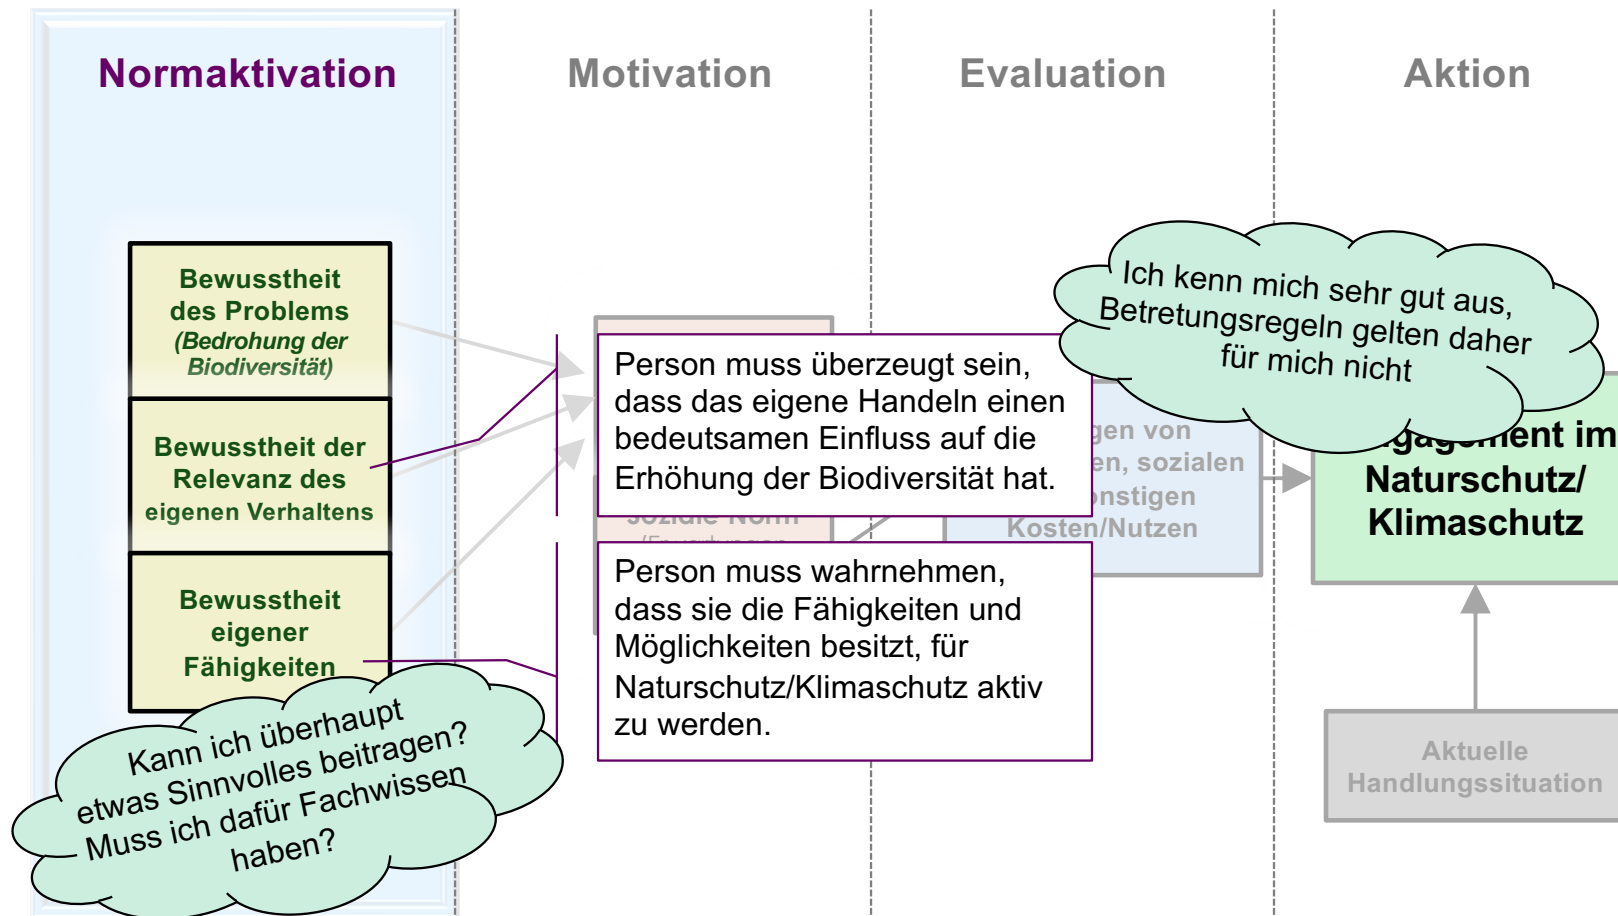 Normaktivation
Motivation
Evaluation
Aktion
Bewusstheit
des Problems
(Bedrohung der
Biodiversität)
Bewusstheit der
Relevanz des
eigenen Verhaltens
Bewusstheit
eigener
Fähigkeiten
Kann ich überhaupt
etwas Sinnvolles beitragen?
Muss ich dafür Fachwissen
haben?
Person muss überzeugt sein,
dass das eigene Handeln einen
bedeutsamen Einfluss auf die
Erhöhung der Biodiversität hat.
soziale Norm
Person muss wahrnehmen,
dass sie die Fähigkeiten und
Möglichkeiten besitzt, für
Naturschutz/Klimaschutz aktiv
zu werden.
von
sozialen
Kosten/Nutzen
Ich kenn mich sehr gut aus,
Betretungsregeln gelten daher
für mich nicht
im
Naturschutz/
Klimaschutz
Aktuelle
Handlungssituation